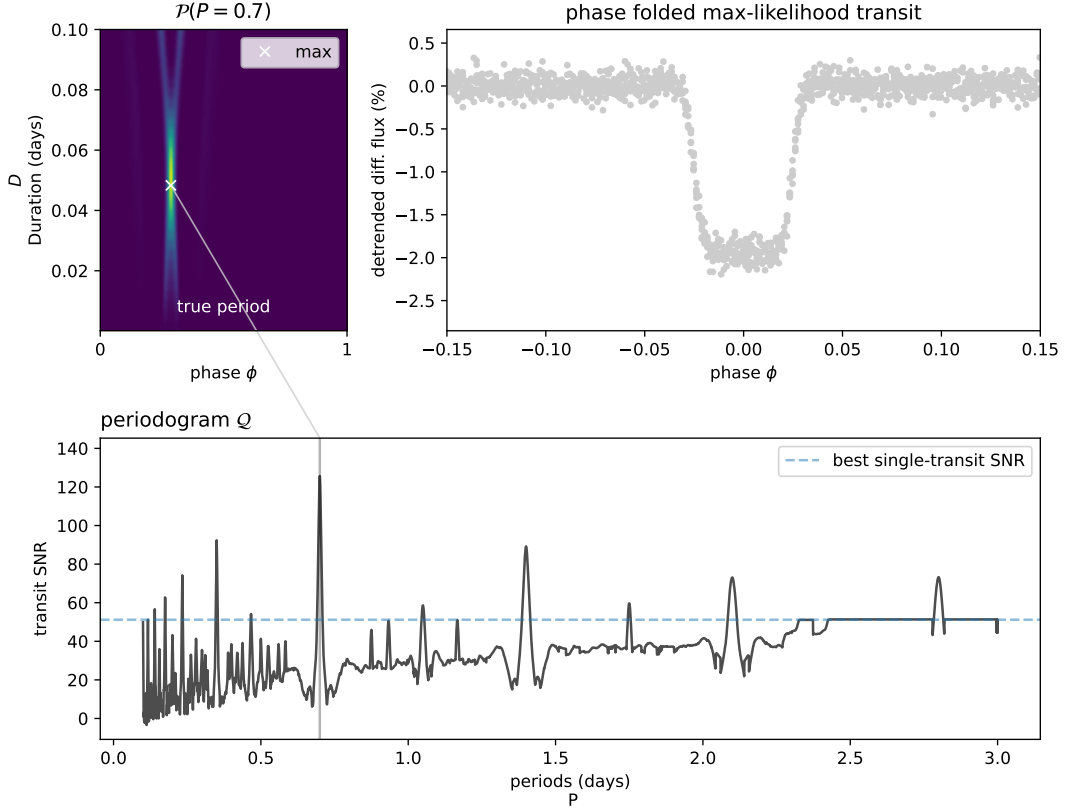 𝒫(P = 0.7)
phase folded max-likelihood transit
max
true period
0.10
0.08
0.06
0.04
0.02
D
Duration (days)
0
1
phase ϕ
0.5
0.0
−0.5
−1.0
−1.5
−2.0
−2.5
detrended diff. flux (%)
−0.15
−0.10
−0.05
0.00
0.05
0.10
0.15
phase ϕ
periodogram 𝒬
best single-transit SNR
140
120
100
80
60
40
20
0
transit SNR
0.0
0.5
1.0
1.5
2.0
2.5
3.0
periods (days)
P